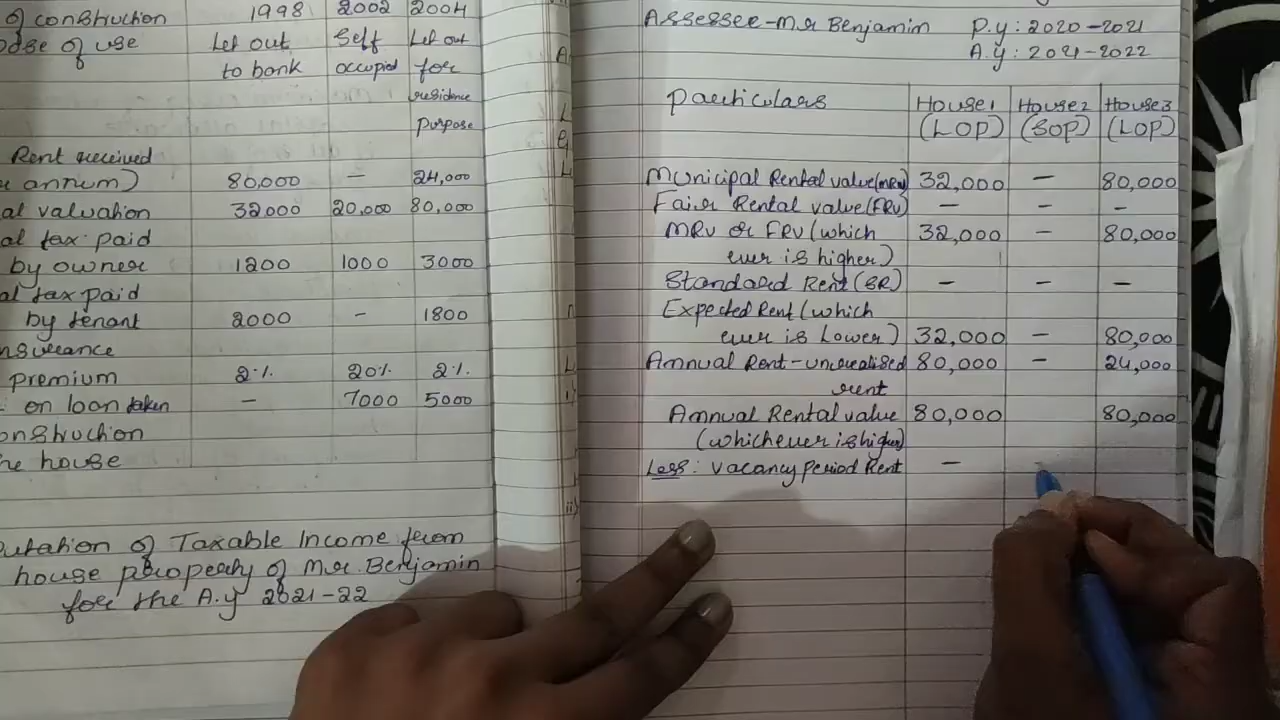 of construction 1998 2002 2004
of use Let out Self Let out
to bank occupied for
residence
purpose
Rent received
annum) 80,000 – 24,000
al valuation 32000 20,000 80,000
al tax paid
by owner 1200 1000 3000
al tax paid
by tenant 2000 – 1800
nsurance
premium 2% 20% 2%
on loan taken – 7000 5000
onstruction
he house
utation of Taxable Income from
house property of Mr. Benjamin
for the A.y 2021-22
Assessee - Mr Benjamin P.y: 2020-2021
A.y: 2021-2022
Particulars House1 House2 House3
(LOP) (SOP) (LOP)
Municipal Rental value(MRV) 32,000 – 80,000
Fair Rental value(FRV) – – –
MRV or FRV (which 32,000 – 80,000
ever is higher)
Standard Rent (SR) – – –
Expected Rent (which
ever is Lower) 32,000 – 80,000
Annual Rent - unrealised 80,000 – 24,000
rent
Annual Rental value 80,000 80,000
(whichever is higher)
Less: Vacancy Period Rent –